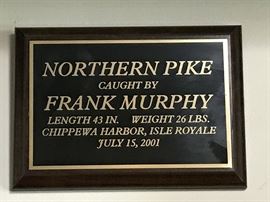 NORTHERN PIKE
CAUGHT BY
FRANK MURPHY
LENGTH 43 IN. WEIGHT 26 LBS.
CHIPPEWA HARBOR, ISLE ROYALE
JULY 15, 2001